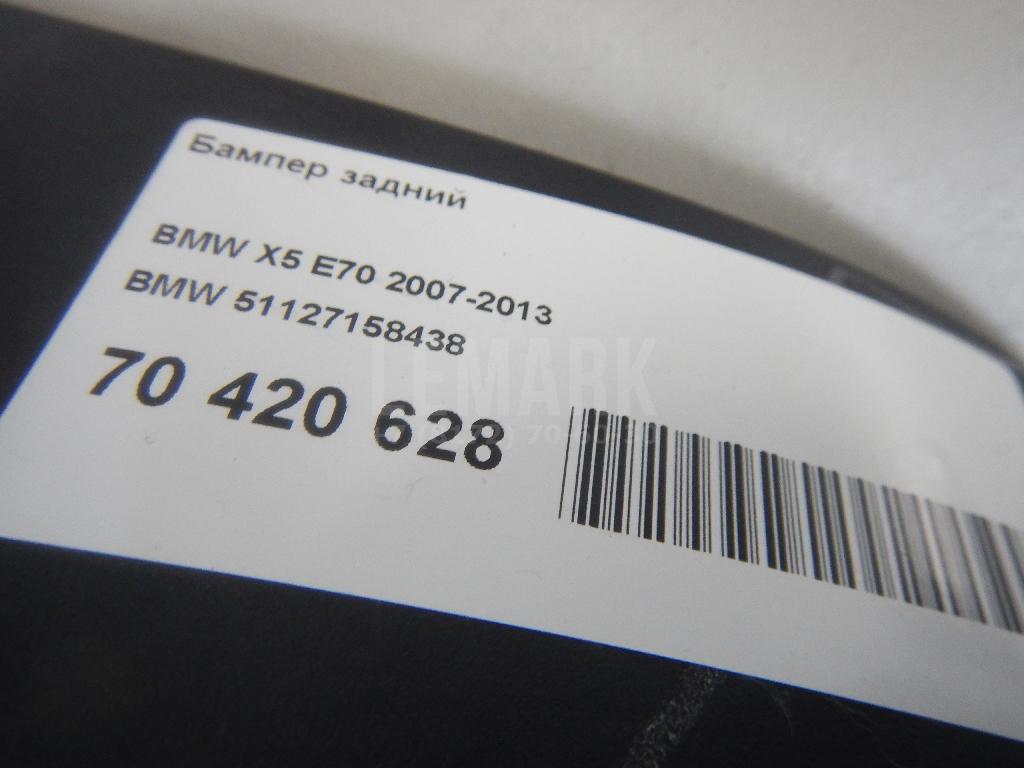 Бампер задний
BMW X5 E70 2007-2013
BMW 51127158438
70 420 628
LEMARK